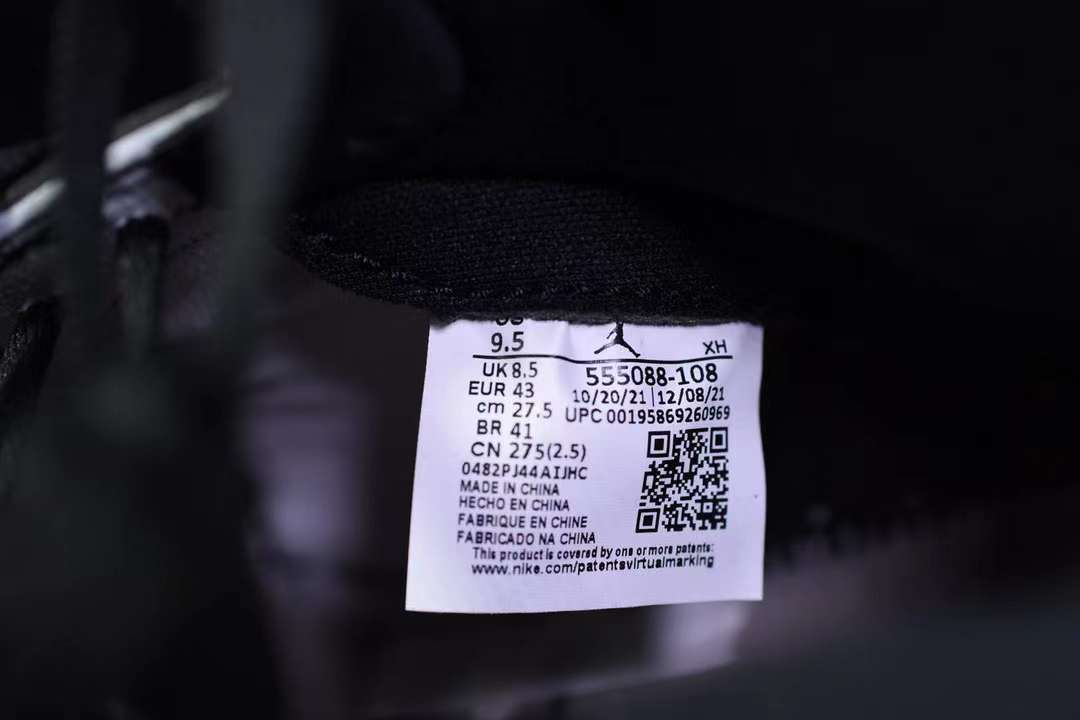 US
9.5
XH
UK 8.5
555088-108
EUR 43
10/20/21 | 12/08/21
cm 27.5
UPC 00195869260969
BR 41
CN 275(2.5)
0482PJ44AIJHC
MADE IN CHINA
HECHO EN CHINA
FABRIQUE EN CHINE
FABRICADO NA CHINA
This product is covered by one or more patents:
www.nike.com/patentsvirtualmarking